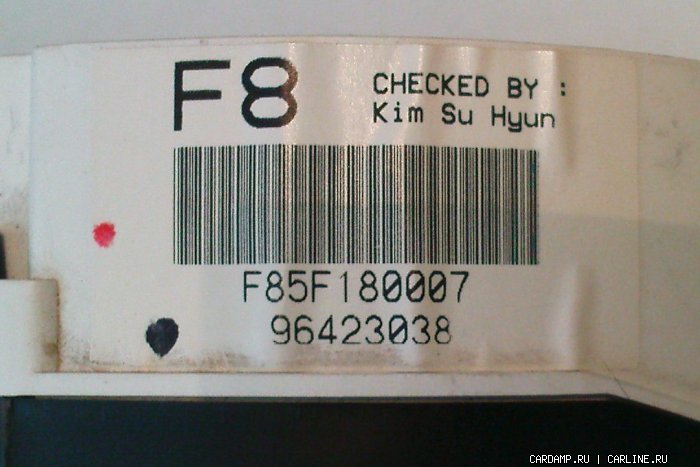 F8
CHECKED BY :
Kim Su Hyun
F85F180007
96423038
CARDAMP.RU | CARLINE.RU